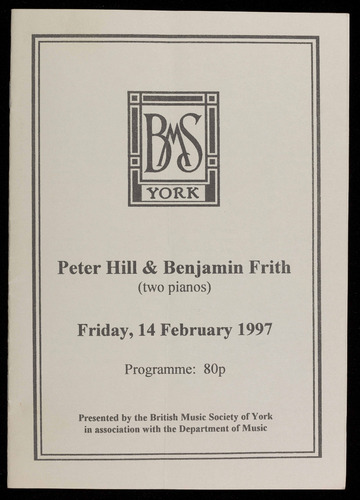 BMS
YORK
Peter Hill & Benjamin Frith
(two pianos)
Friday, 14 February 1997
Programme: 80p
Presented by the British Music Society of York
in association with the Department of Music